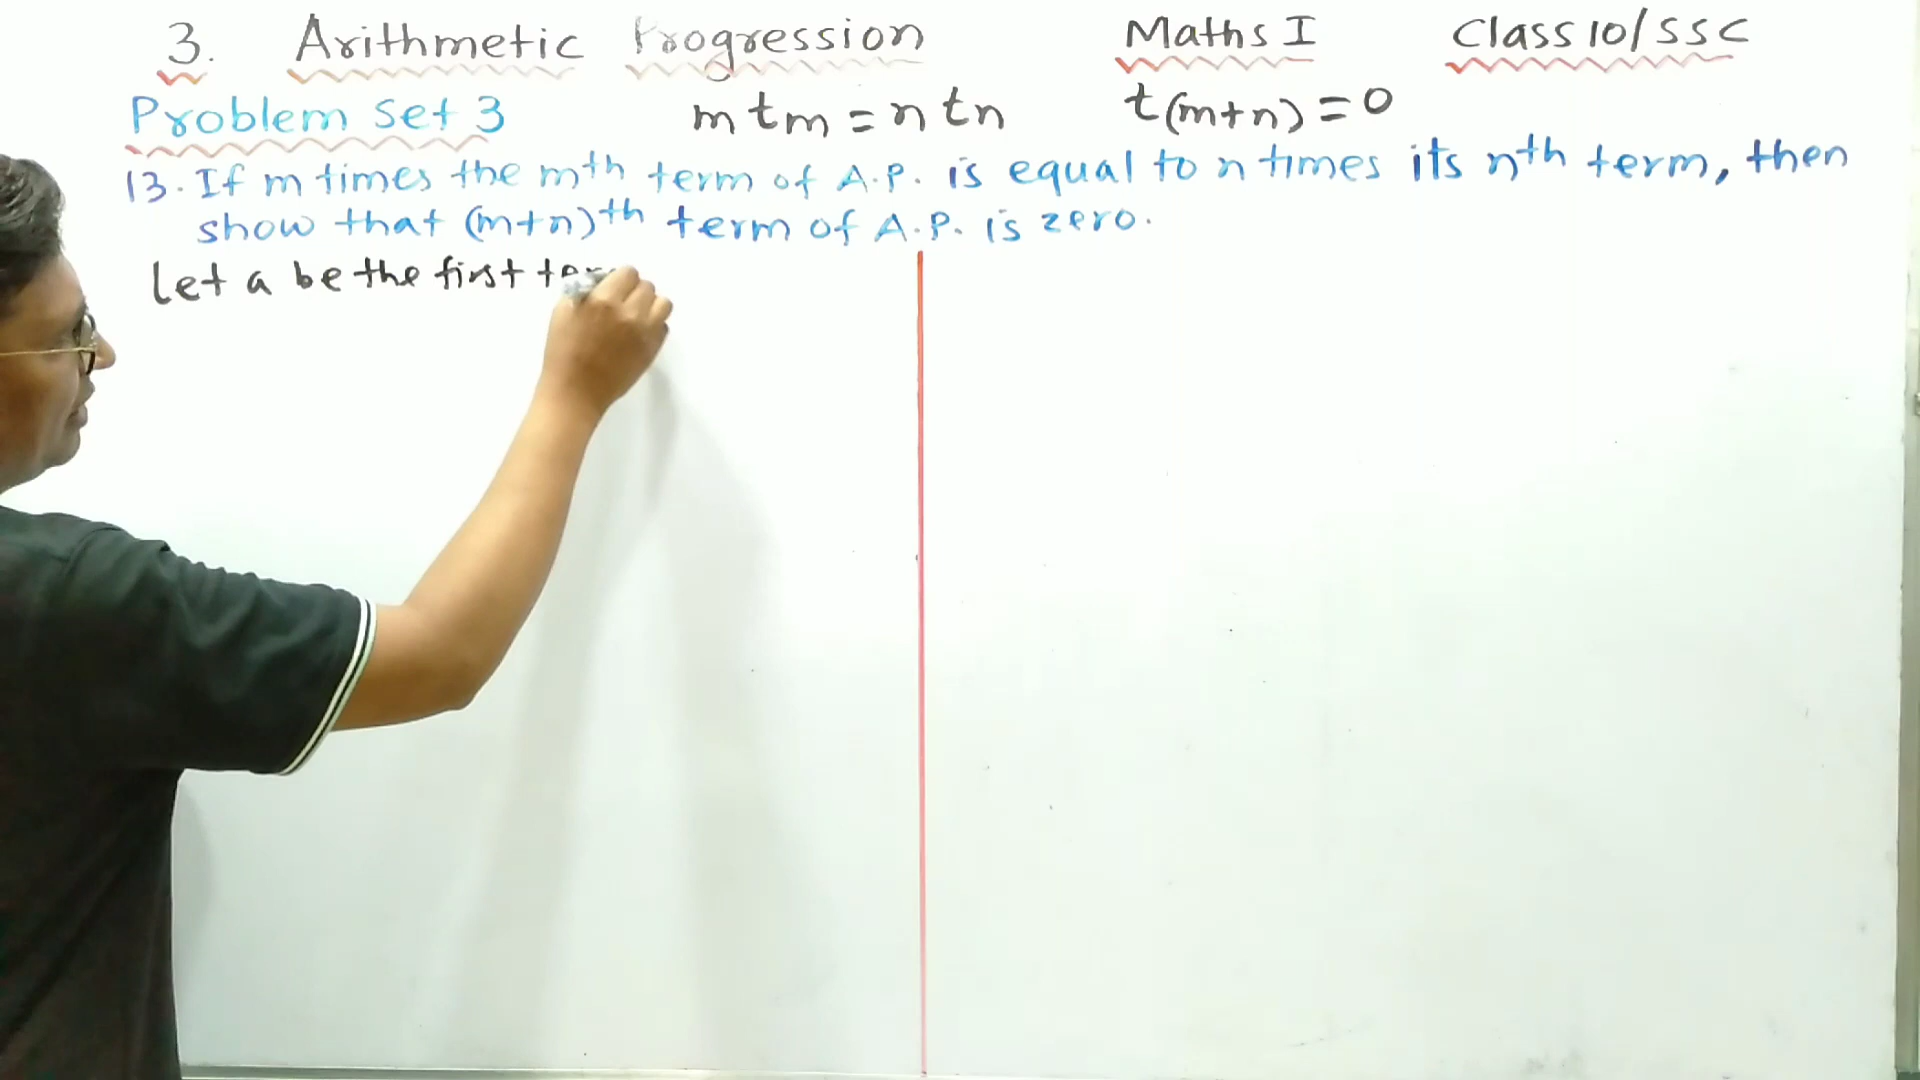 3. Arithmetic Progression Maths I Class 10/SSC
Problem Set 3 m tm = n tn t(m+n) = 0
13. If m times the mth term of A.P. is equal to n times its nth term, then
show that (m+n)th term of A.P. is zero.
Let a be the first